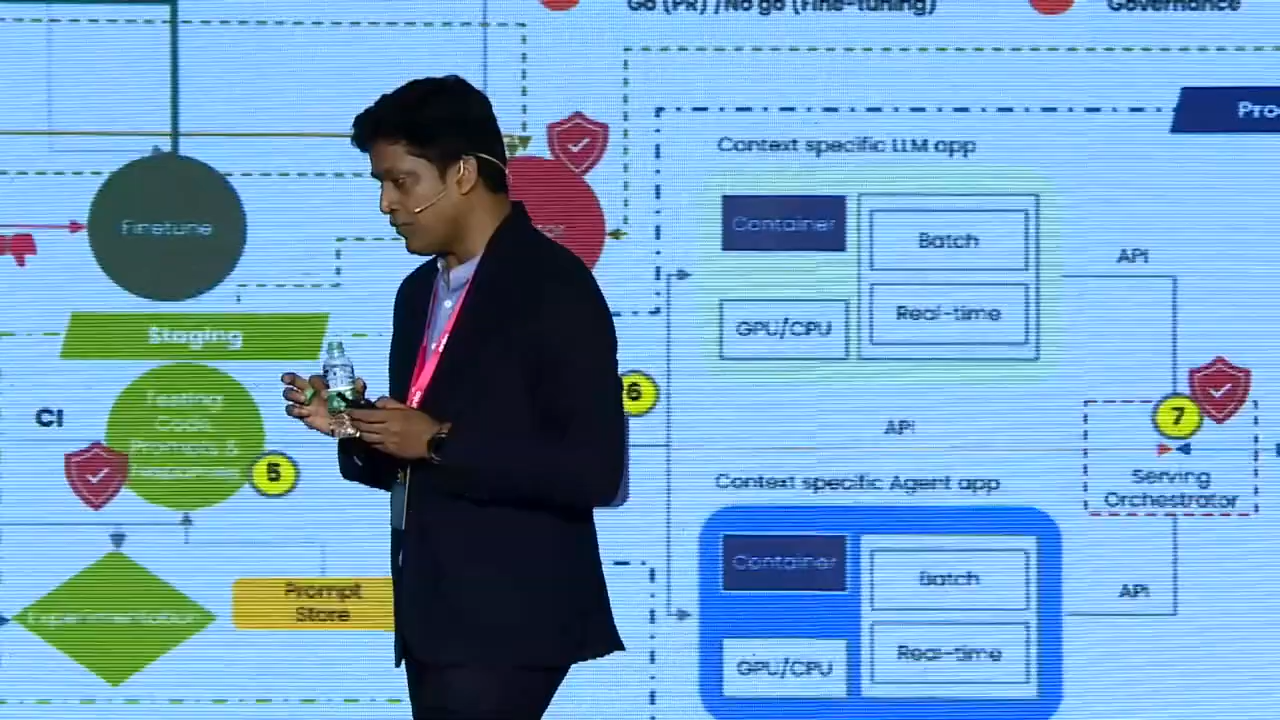 Go (PR) /No go (Fine-tuning)
Governance
Pro
Context specific LLM app
Finetune
Container
Batch
API
GPU/CPU
Real-time
Staging
6
7
CI
Testing
Code
5
API
Serving
Orchestrator
Context specific Agent app
Container
Batch
API
Prompt
Store
GPU/CPU
Real-time